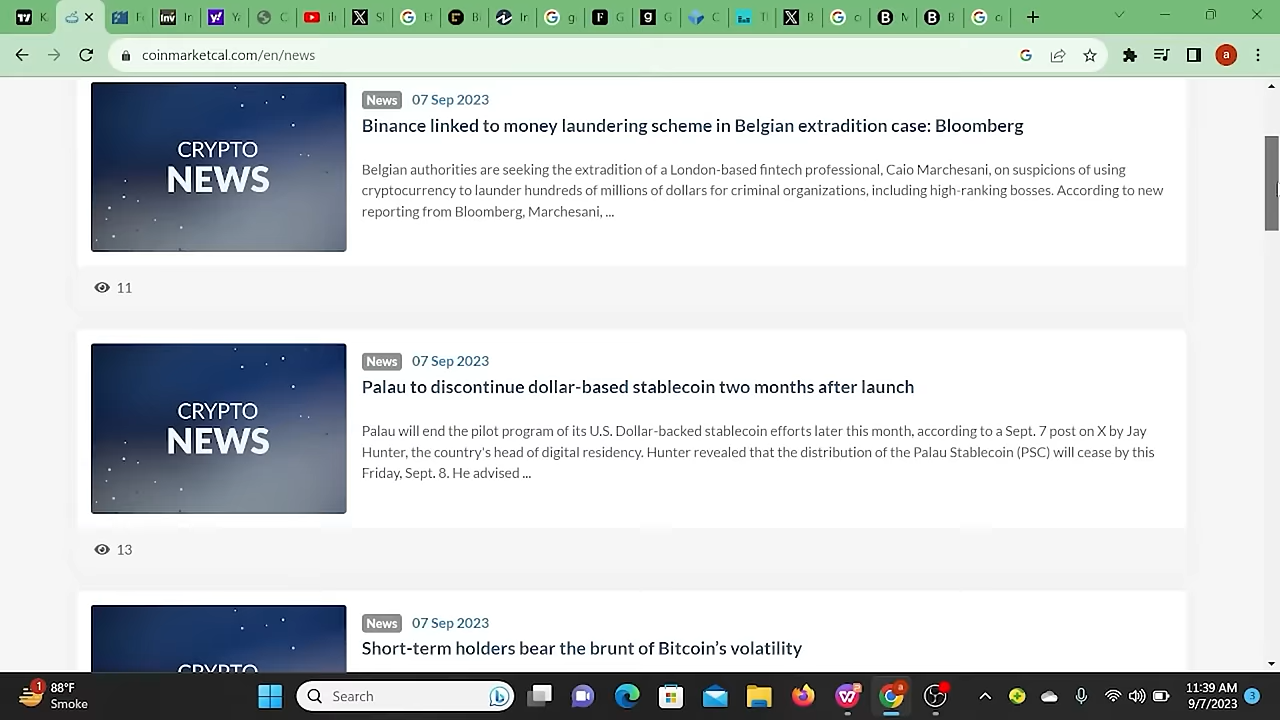 coinmarketcal.com/en/news
CRYPTO
NEWS
News 07 Sep 2023
Binance linked to money laundering scheme in Belgian extradition case: Bloomberg
Belgian authorities are seeking the extradition of a London-based fintech professional, Caio Marchesani, on suspicions of using
cryptocurrency to launder hundreds of millions of dollars for criminal organizations, including high-ranking bosses. According to new
reporting from Bloomberg, Marchesani, ...
11
CRYPTO
NEWS
News 07 Sep 2023
Palau to discontinue dollar-based stablecoin two months after launch
Palau will end the pilot program of its U.S. Dollar-backed stablecoin efforts later this month, according to a Sept. 7 post on X by Jay
Hunter, the country's head of digital residency. Hunter revealed that the distribution of the Palau Stablecoin (PSC) will cease by this
Friday, Sept. 8. He advised ...
13
CRYPTO
News 07 Sep 2023
Short-term holders bear the brunt of Bitcoin's volatility
1
88°F
Smoke
Search
11:39 AM
9/7/2023
3